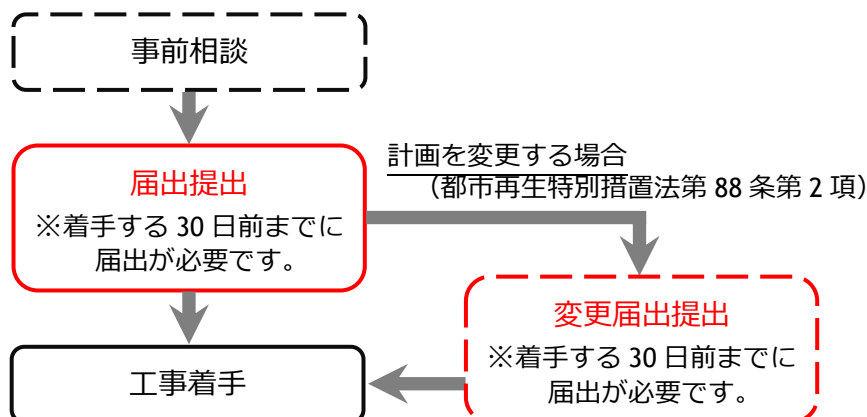 事前相談
届出提出
※着手する 30 日前までに
届出が必要です。
計画を変更する場合
（都市再生特別措置法第 88 条第 2 項）
変更届出提出
※着手する 30 日前までに
届出が必要です。
工事着手